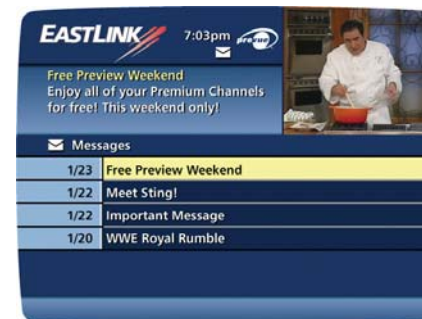 EASTLINK 7:03pm prevue
Free Preview Weekend
Enjoy all of your Premium Channels
for free! This weekend only!
Messages
1/23 Free Preview Weekend
1/22 Meet Sting!
1/22 Important Message
1/20 WWE Royal Rumble